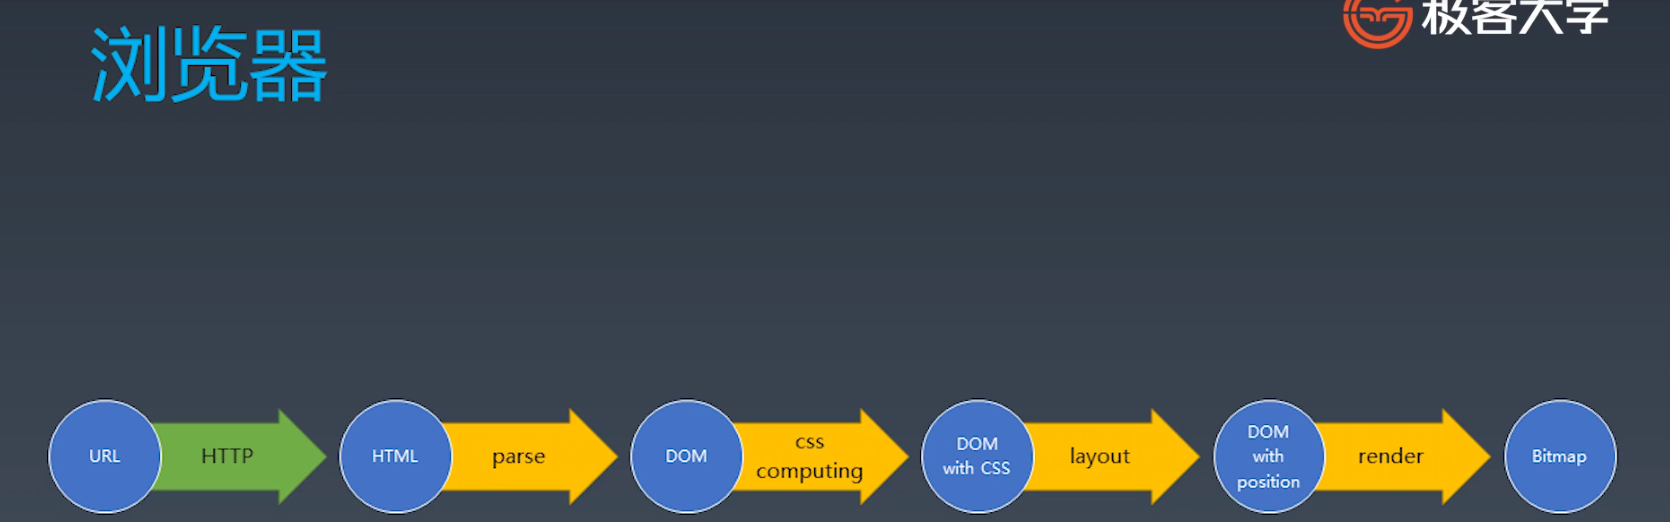 浏览器
极客大学
URL
HTTP
HTML
parse
DOM
css
computing
DOM
with CSS
layout
DOM
with
position
render
Bitmap